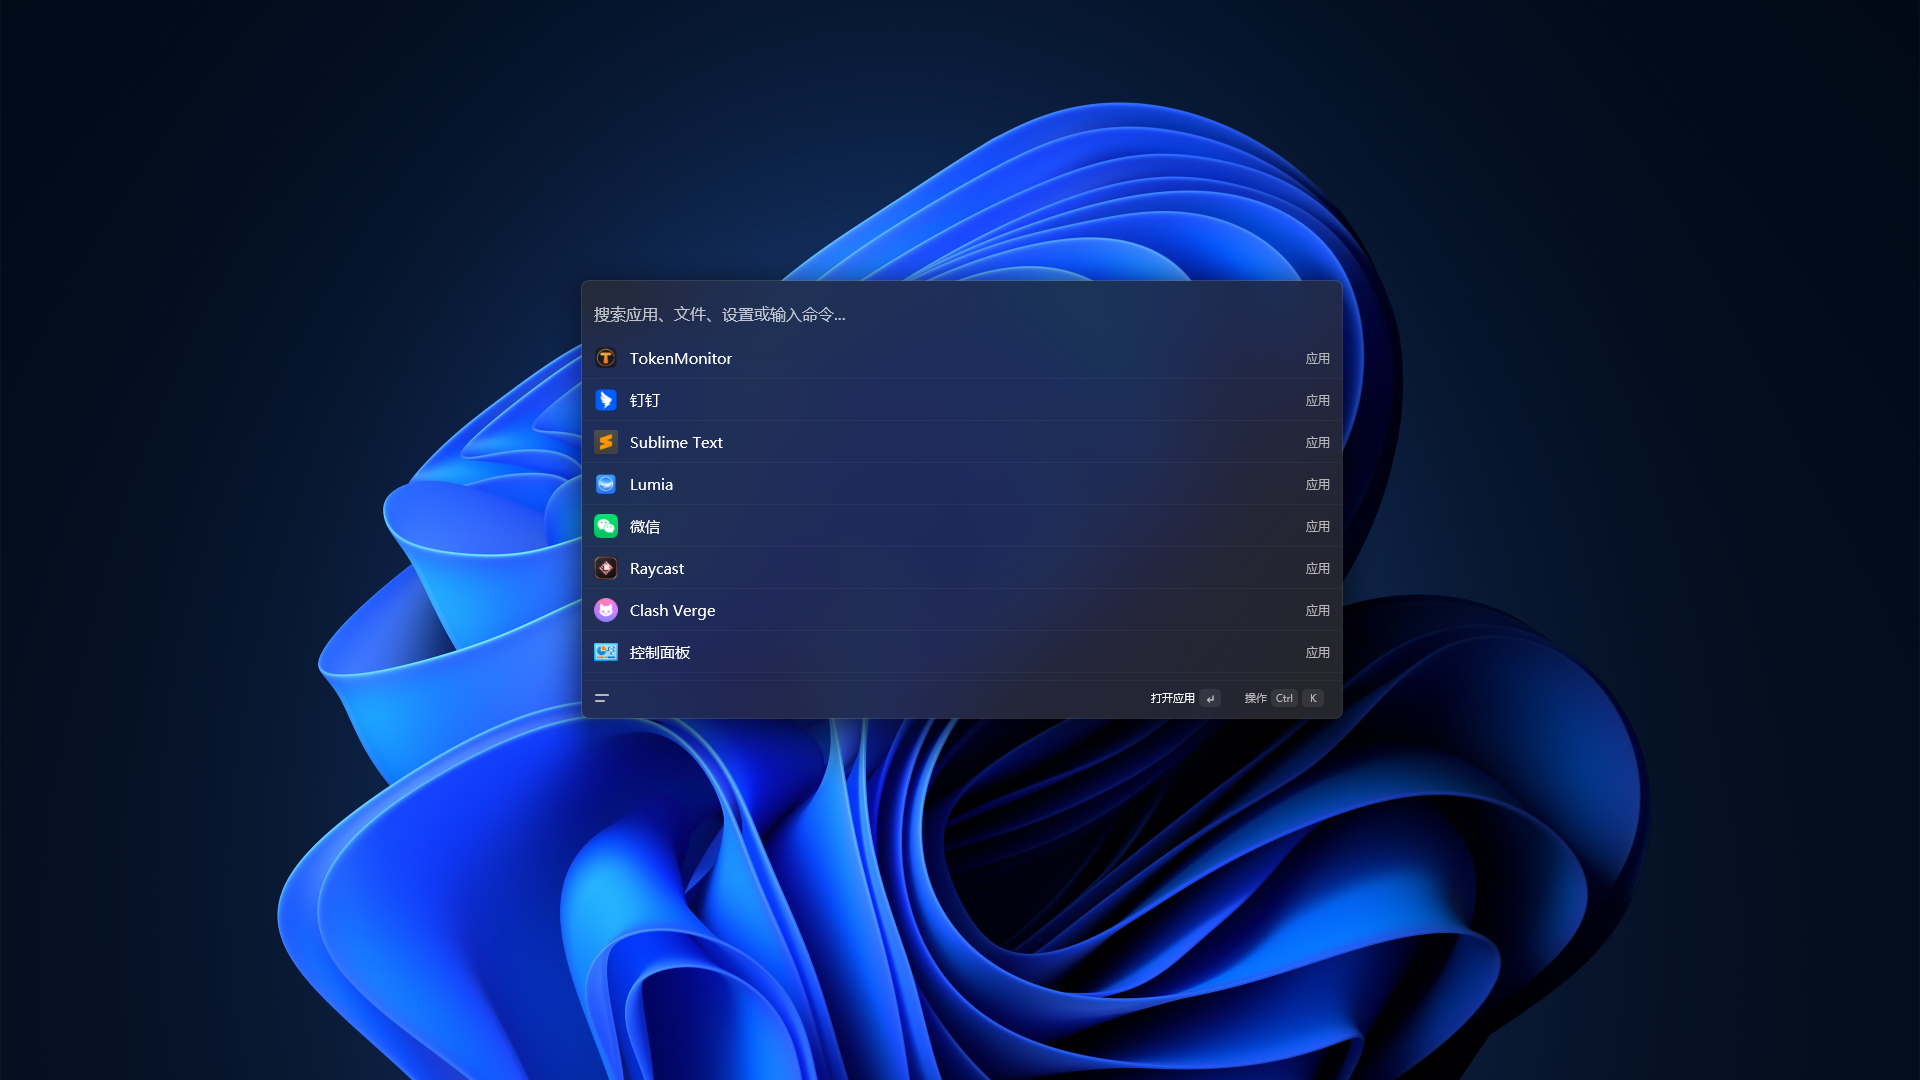 搜索应用、文件、设置或输入命令...
TokenMonitor 应用
钉钉 应用
Sublime Text 应用
Lumia 应用
微信 应用
Raycast 应用
Clash Verge 应用
控制面板 应用
打开应用 ↵ 操作 Ctrl K